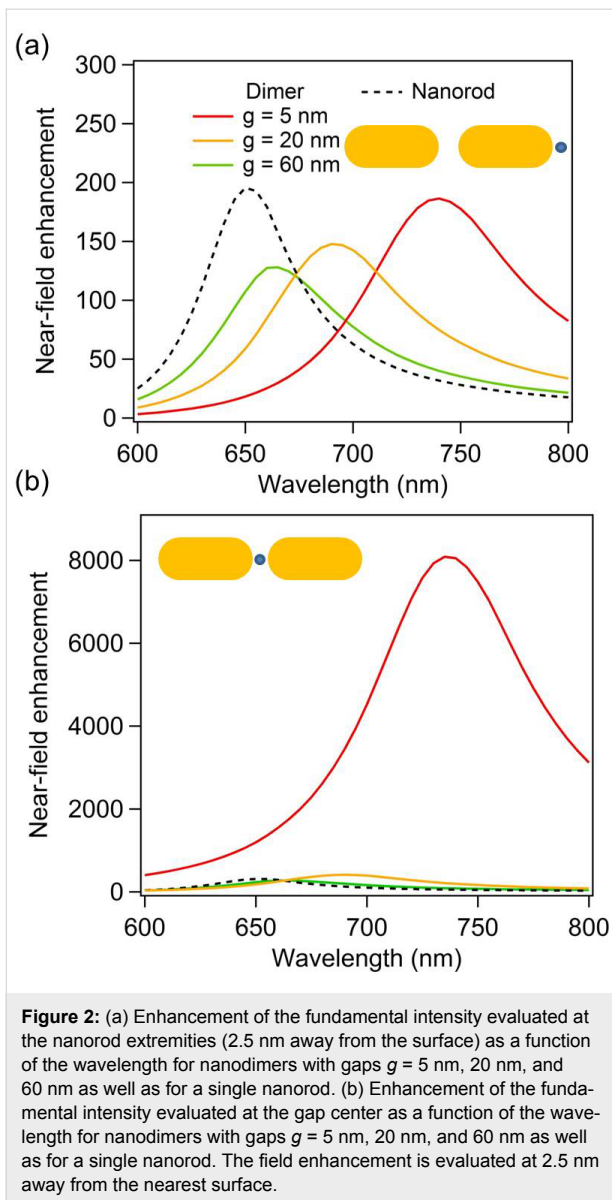 (a)
300
250
200
150
100
50
0
Near-field enhancement
Dimer
Nanorod
g = 5 nm
g = 20 nm
g = 60 nm
600 650 700 750 800
Wavelength (nm)
(b)
8000
6000
4000
2000
0
Near-field enhancement
600 650 700 750 800
Wavelength (nm)
Figure 2: (a) Enhancement of the fundamental intensity evaluated at
the nanorod extremities (2.5 nm away from the surface) as a function
of the wavelength for nanodimers with gaps g = 5 nm, 20 nm, and
60 nm as well as for a single nanorod. (b) Enhancement of the funda-
mental intensity evaluated at the gap center as a function of the wave-
length for nanodimers with gaps g = 5 nm, 20 nm, and 60 nm as well
as for a single nanorod. The field enhancement is evaluated at 2.5 nm
away from the nearest surface.